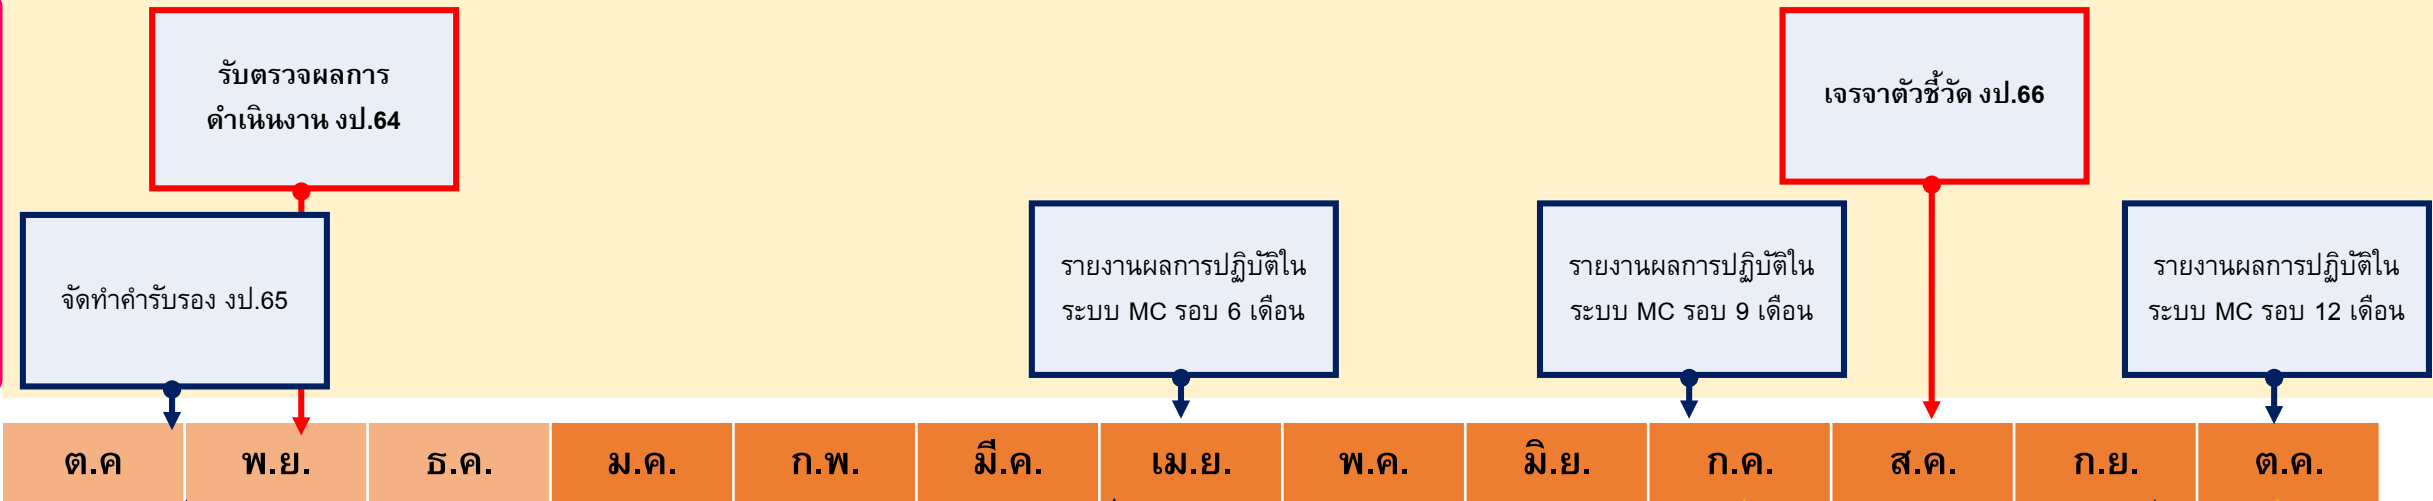 รับตรวจผลการ
ดำเนินงาน งป.64
เจรจาตัวชี้วัด งป.66
จัดทำคำรับรอง งป.65
รายงานผลการปฏิบัติใน
ระบบ MC รอบ 6 เดือน
รายงานผลการปฏิบัติใน
ระบบ MC รอบ 9 เดือน
รายงานผลการปฏิบัติใน
ระบบ MC รอบ 12 เดือน
ต.ค พ.ย. ธ.ค. ม.ค. ก.พ. มี.ค. เม.ย. พ.ค. มิ.ย. ก.ค. ส.ค. ก.ย. ต.ค.